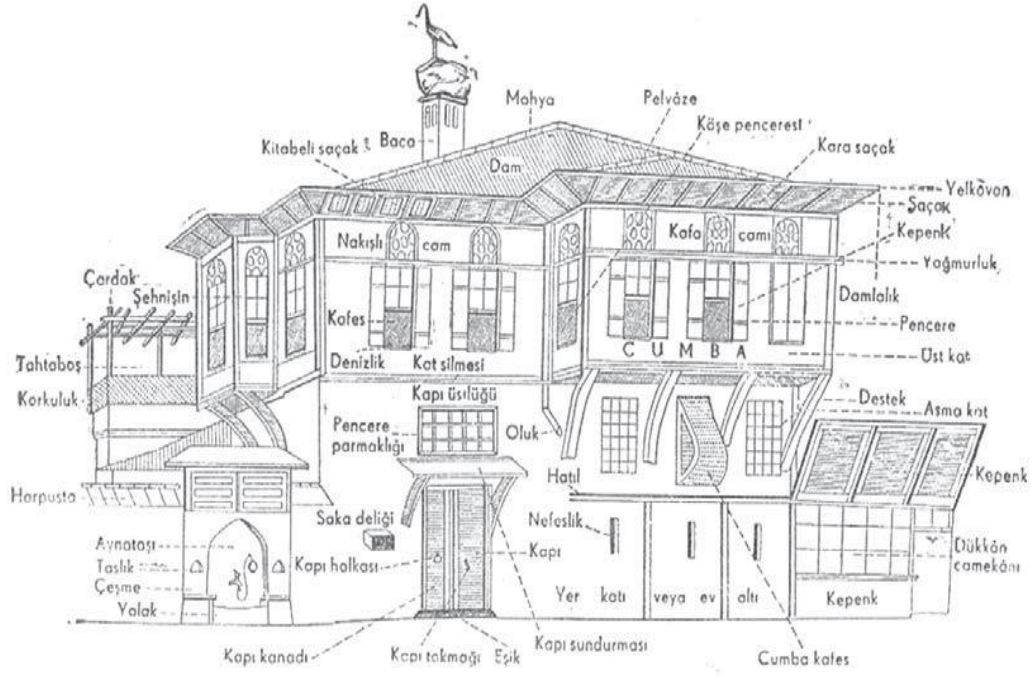 Mahya
Pelvâze
Köşe penceresi
Kitabeli saçak
Baca
Kara saçak
Dam
Yelkovan
Saçak
Nakışlı cam
Kafa camı
Kepenk
Yağmurluk
Çardak
Şehnişin
Damlalık
Kafes
Pencere
Denizlik
Kat silmesi
CUMBA
Üst kat
Tahtaboş
Korkuluk
Kapı üstlüğü
Destek
Asma kat
Pencere
parmaklığı
Oluk
Harpuşta
Hatıl
Kepenk
Saka deliği
Nefeslik
Aynataşı
Taslık
Çeşme
Yalak
Kapı halkası
Kapı
Dükkân
camekânı
Yer katı veya ev altı
Kepenk
Kapı kanadı
Kapı tokmağı
Eşik
Kapı sundurması
Cumba kafes